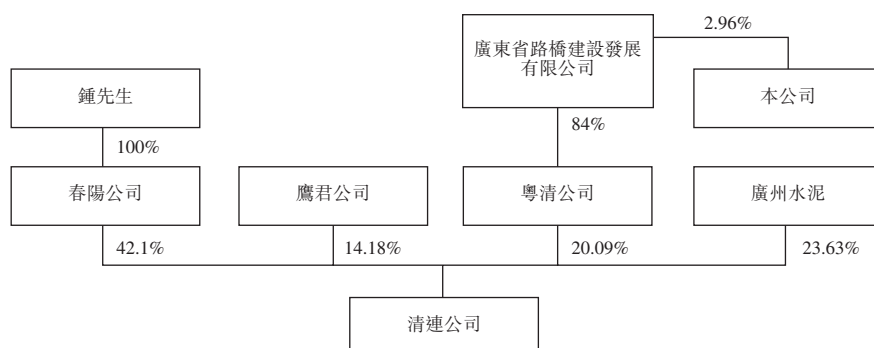 廣東省路橋建設發展
有限公司
2.96%
鍾先生
本公司
100%
84%
春陽公司
鷹君公司
粵清公司
廣州水泥
42.1%
14.18%
20.09%
23.63%
清連公司